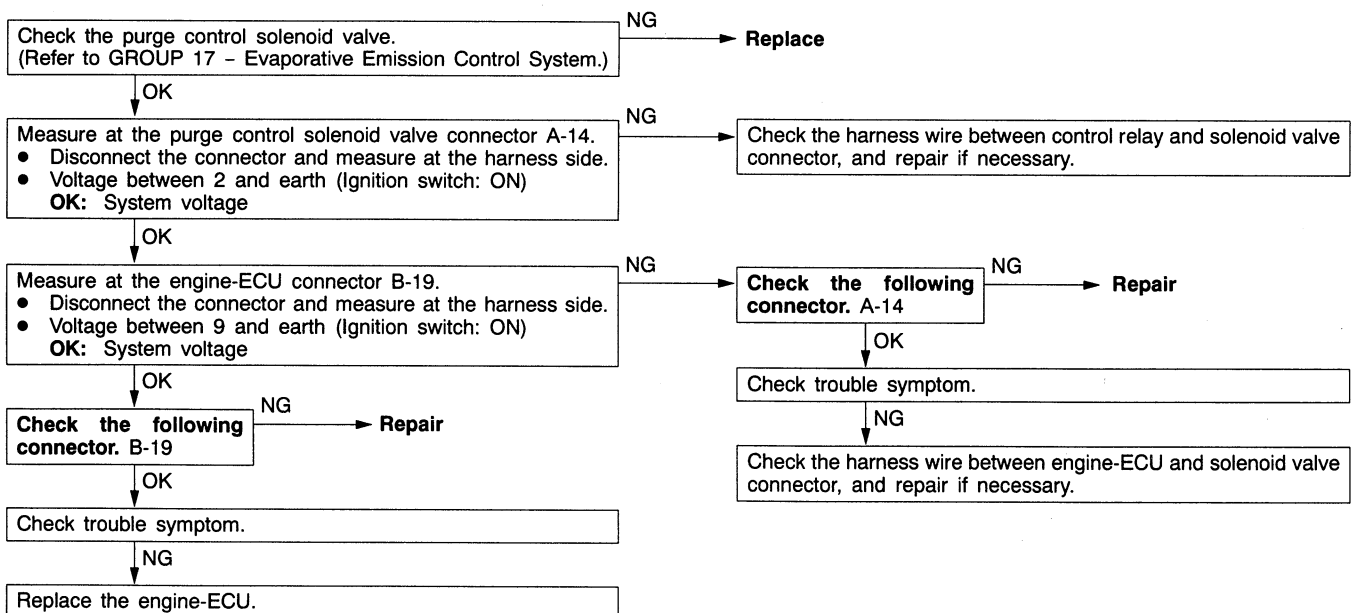 Check the purge control solenoid valve.
(Refer to GROUP 17 – Evaporative Emission Control System.)
NG
Replace
OK
Measure at the purge control solenoid valve connector A-14.
● Disconnect the connector and measure at the harness side.
● Voltage between 2 and earth (Ignition switch: ON)
OK: System voltage
NG
Check the harness wire between control relay and solenoid valve
connector, and repair if necessary.
OK
Measure at the engine-ECU connector B-19.
● Disconnect the connector and measure at the harness side.
● Voltage between 9 and earth (Ignition switch: ON)
OK: System voltage
NG
Check the following
connector. A-14
NG
Repair
OK
Check trouble symptom.
NG
Check the harness wire between engine-ECU and solenoid valve
connector, and repair if necessary.
OK
Check the following
connector. B-19
NG
Repair
OK
Check trouble symptom.
NG
Replace the engine-ECU.